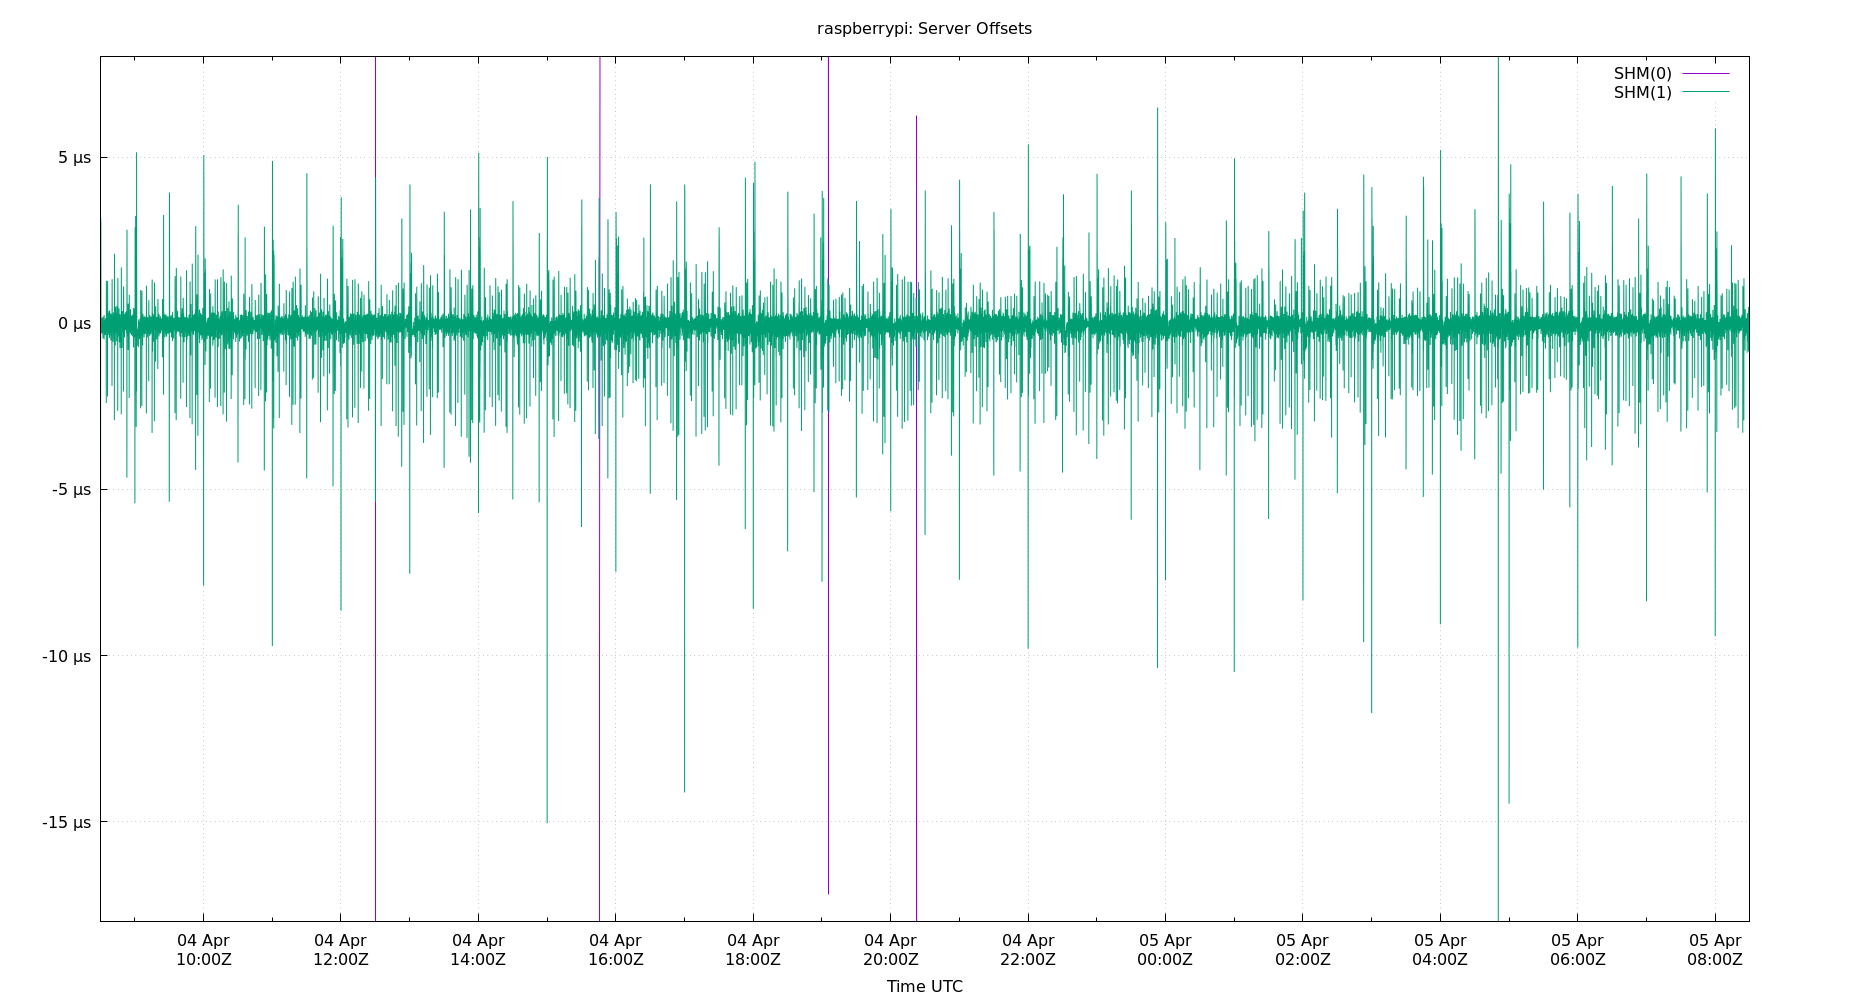 raspberrypi: Server Offsets
SHM(0)
SHM(1)
5 µs
0 µs
-5 µs
-10 µs
-15 µs
04 Apr 04 Apr 04 Apr 04 Apr 04 Apr 04 Apr 04 Apr 05 Apr 05 Apr 05 Apr 05 Apr 05 Apr
10:00Z 12:00Z 14:00Z 16:00Z 18:00Z 20:00Z 22:00Z 00:00Z 02:00Z 04:00Z 06:00Z 08:00Z
Time UTC